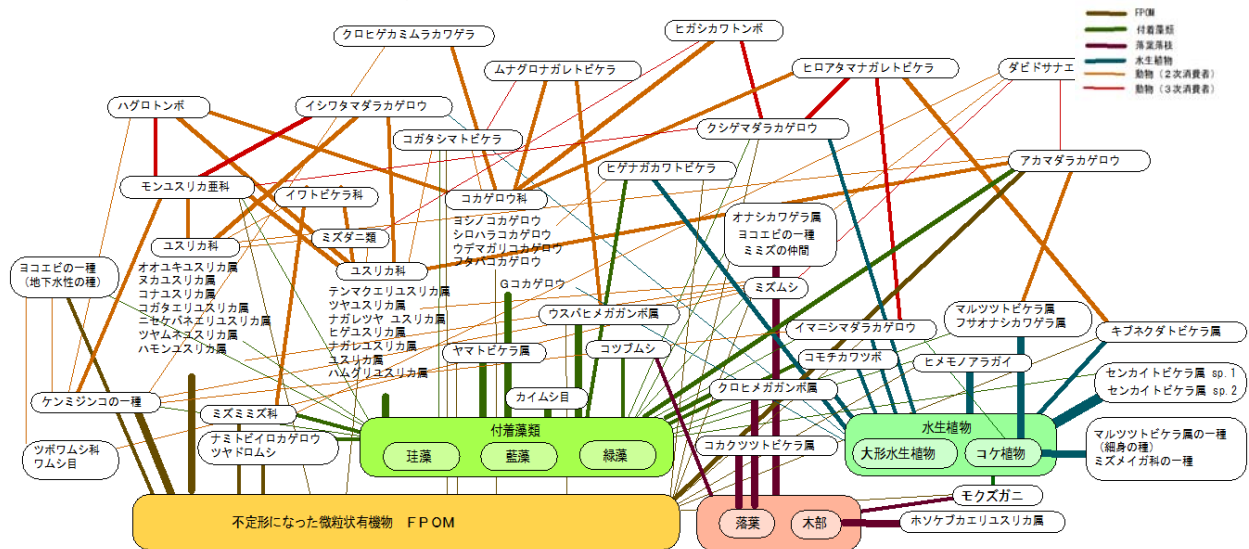 FPOM
付着藻類
落葉落枝
水生植物
動物(2次消費者)
動物(3次消費者)
クロヒゲカミムラカワゲラ
ヒガシカワトンボ
ムナグロナガレトビケラ
ヒロアタマナガレトビケラ
ダビドサナエ
ハグロトンボ
イシワタマダラカゲロウ
コガタシマトビケラ
クシゲマダラカゲロウ
ヒゲナガカワトビケラ
アカマダラカゲロウ
モンユスリカ亜科
イワトビケラ科
コカゲロウ科
ヨシノコカゲロウ
シロハラコカゲロウ
ウデマガリコカゲロウ
フタバコカゲロウ
オナシカワゲラ属
ヨコエビの一種
ミミズの仲間
ユスリカ科
オオユキユスリカ属
ヌカユスリカ属
コナユスリカ属
コガタエリユスリカ属
ニセケバネエリユスリカ属
ツヤムネユスリカ属
ハモンユスリカ属
ミズダニ類
ユスリカ科
テンマクエリユスリカ属
ツヤユスリカ属
ナガレツヤ ユスリカ属
ヒゲユスリカ属
ナガレユスリカ属
ユスリカ属
ハムグリユスリカ属
ヨコエビの一種
(地下水性の種)
Gコカゲロウ
ミズムシ
ウスバヒメガガンボ属
イマニシマダラカゲロウ
マルツツトビケラ属
フサオナシカワゲラ属
キブネクダトビケラ属
ヤマトビケラ属
コツブムシ
コモチカワツボ
ヒメモノアラガイ
センカイトビケラ属 sp.1
センカイトビケラ属 sp.2
クロヒメガガンボ属
カイムシ目
ケンミジンコの一種
ミズミミズ科
ナミトビイロカゲロウ
ツヤドロムシ
付着藻類
珪藻
藍藻
緑藻
コカクツツトビケラ属
水生植物
大形水生植物
コケ植物
マルツツトビケラ属の一種
(細身の種)
ミズメイガ科の一種
ツボワムシ科
ワムシ目
モクズガニ
不定形になった微粒状有機物 FPOM
落葉
木部
ホソケブカエリユスリカ属